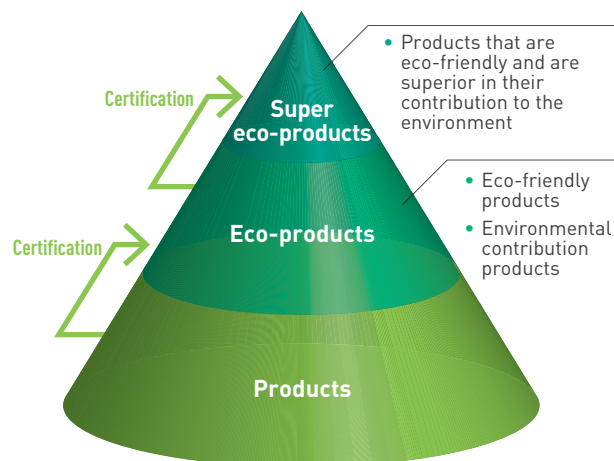 • Products that are
eco-friendly and are
superior in their
contribution to the
environment
Certification
Super
eco-products
• Eco-friendly
products
• Environmental
contribution
products
Eco-products
Certification
Products